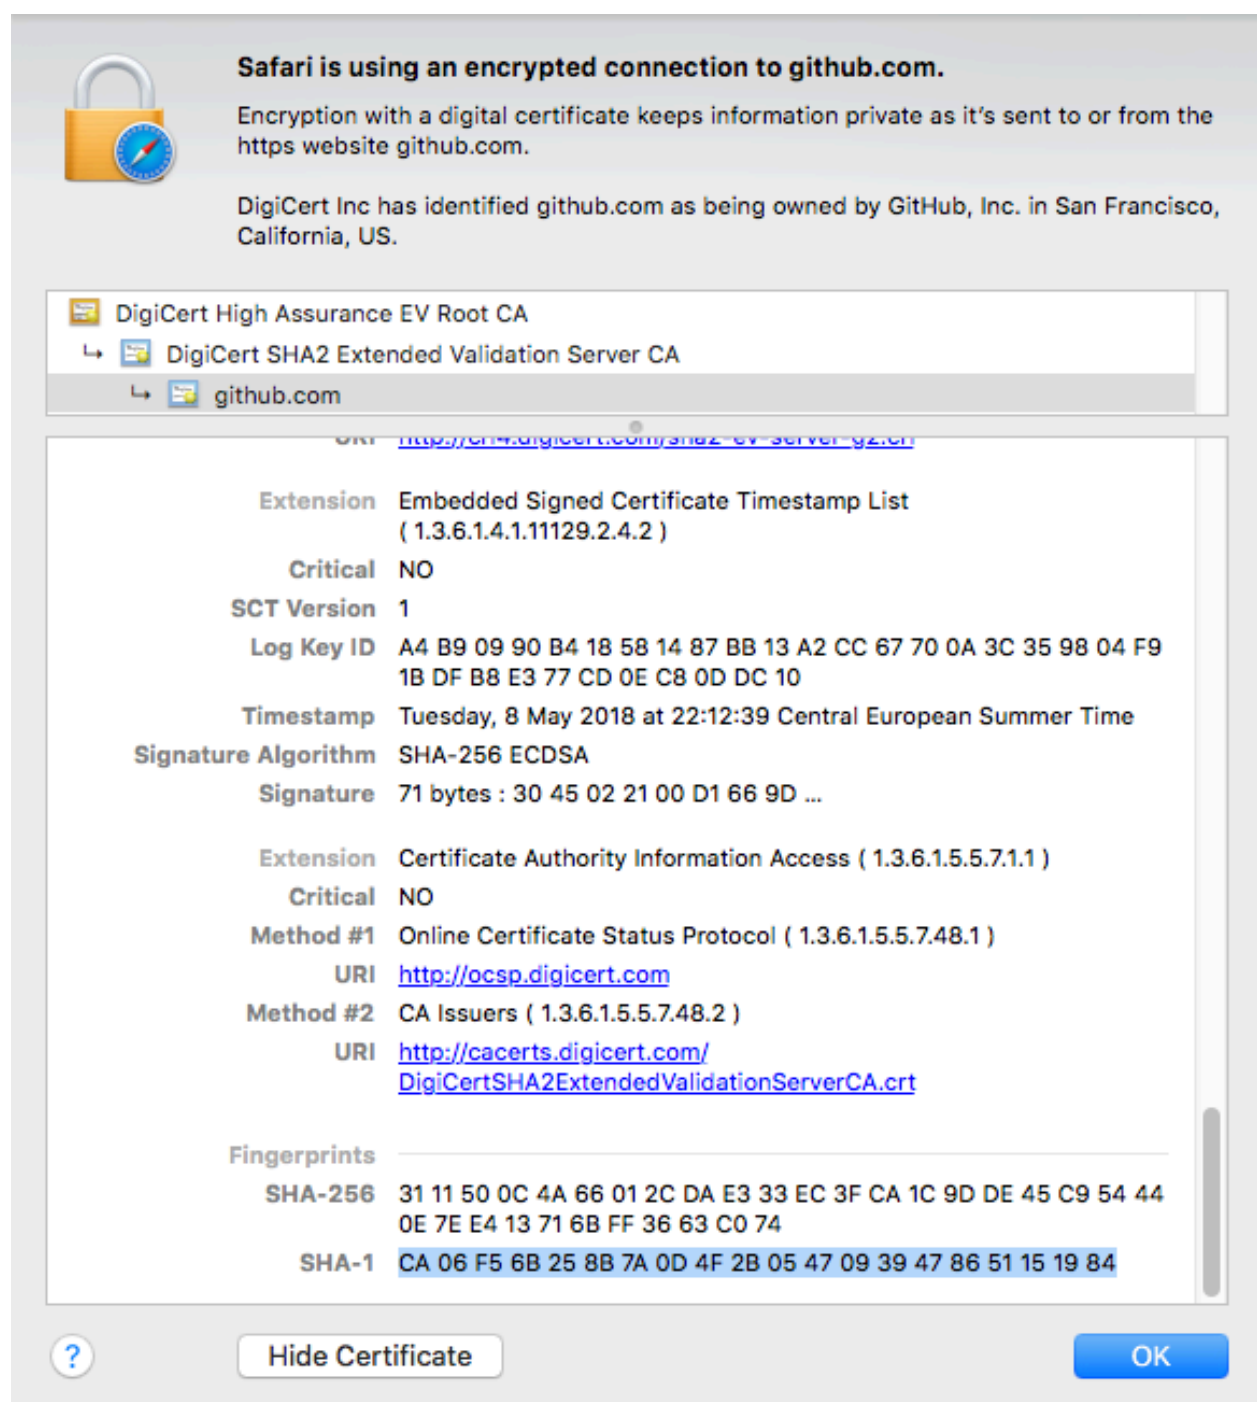 Safari is using an encrypted connection to github.com.
Encryption with a digital certificate keeps information private as it’s sent to or from the
https website github.com.
DigiCert Inc has identified github.com as being owned by GitHub, Inc. in San Francisco,
California, US.
DigiCert High Assurance EV Root CA
↳ DigiCert SHA2 Extended Validation Server CA
↳ github.com
URI http://crl4.digicert.com/sha2-ev-server-g2.crl
Extension Embedded Signed Certificate Timestamp List
( 1.3.6.1.4.1.11129.2.4.2 )
Critical NO
SCT Version 1
Log Key ID A4 B9 09 90 B4 18 58 14 87 BB 13 A2 CC 67 70 0A 3C 35 98 04 F9
1B DF B8 E3 77 CD 0E C8 0D DC 10
Timestamp Tuesday, 8 May 2018 at 22:12:39 Central European Summer Time
Signature Algorithm SHA-256 ECDSA
Signature 71 bytes : 30 45 02 21 00 D1 66 9D ...
Extension Certificate Authority Information Access ( 1.3.6.1.5.5.7.1.1 )
Critical NO
Method #1 Online Certificate Status Protocol ( 1.3.6.1.5.5.7.48.1 )
URI http://ocsp.digicert.com
Method #2 CA Issuers ( 1.3.6.1.5.5.7.48.2 )
URI http://cacerts.digicert.com/
DigiCertSHA2ExtendedValidationServerCA.crt
Fingerprints
SHA-256 31 11 50 0C 4A 66 01 2C DA E3 33 EC 3F CA 1C 9D DE 45 C9 54 44
0E 7E E4 13 71 6B FF 36 63 C0 74
SHA-1 CA 06 F5 6B 25 8B 7A 0D 4F 2B 05 47 09 39 47 86 51 15 19 84
? Hide Certificate OK